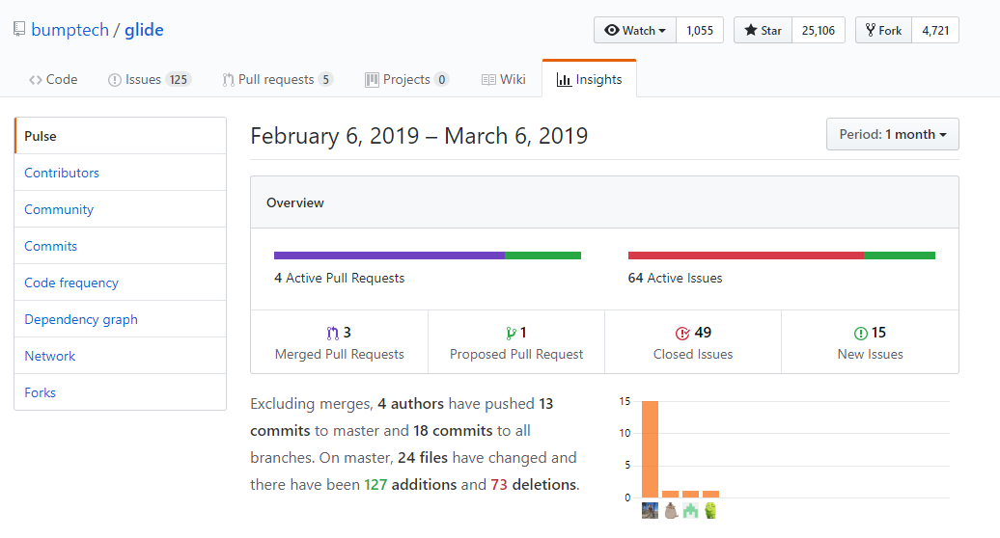 bumptech / glide
Watch 1,055 Star 25,106 Fork 4,721
Code Issues 125 Pull requests 5 Projects 0 Wiki Insights
Pulse
Contributors
Community
Commits
Code frequency
Dependency graph
Network
Forks
February 6, 2019 – March 6, 2019
Period: 1 month
Overview
4 Active Pull Requests
64 Active Issues
3
Merged Pull Requests
1
Proposed Pull Request
49
Closed Issues
15
New Issues
Excluding merges, 4 authors have pushed 13
commits to master and 18 commits to all
branches. On master, 24 files have changed and
there have been 127 additions and 73 deletions.
15
10
5
0